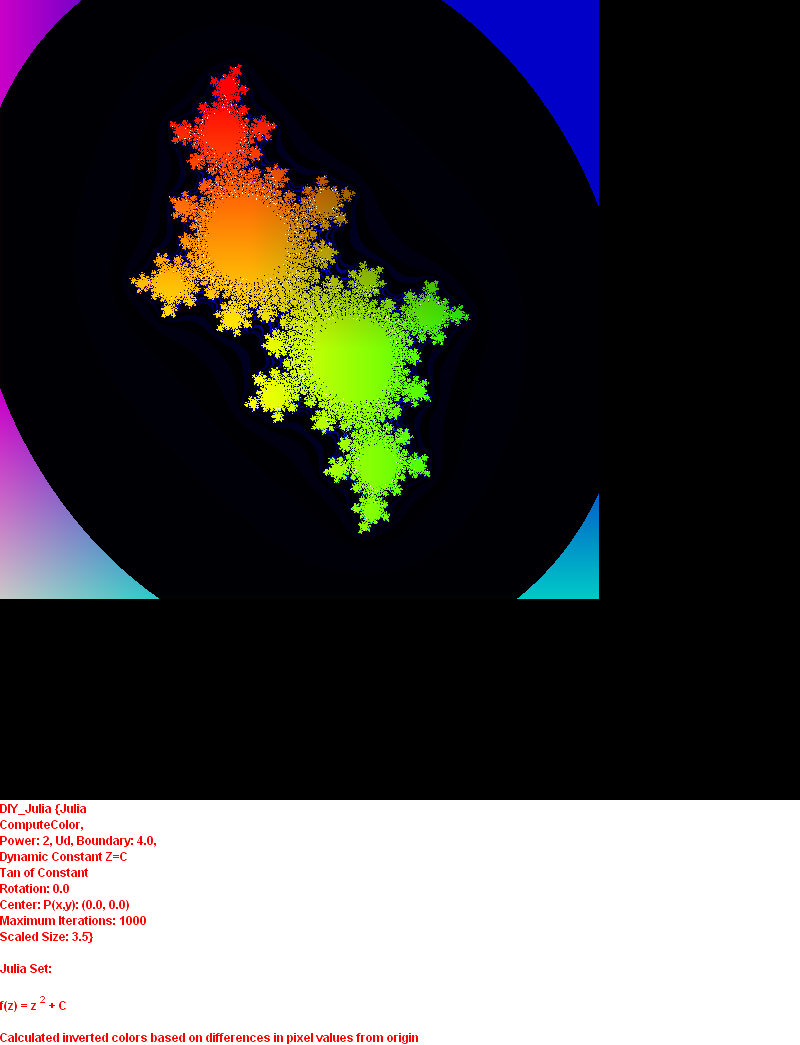 DIY_Julia {Julia
ComputeColor,
Power: 2, Ud, Boundary: 4.0,
Dynamic Constant Z=C
Tan of Constant
Rotation: 0.0
Center: P(x,y): (0.0, 0.0)
Maximum Iterations: 1000
Scaled Size: 3.5}
Julia Set:
f(z) = z 2 + C
Calculated inverted colors based on differences in pixel values from origin